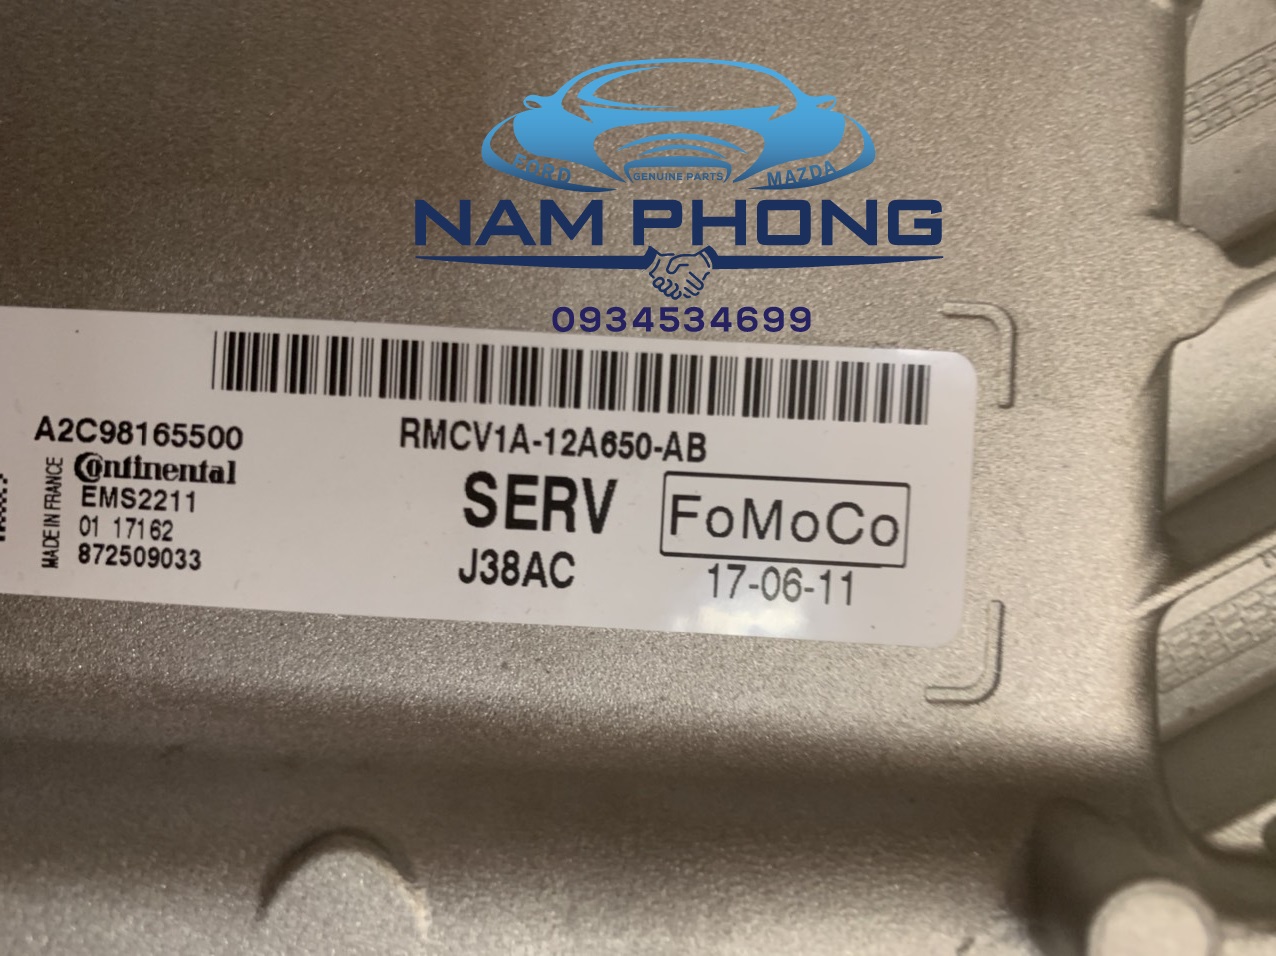 FORD
GENUINE PARTS
MAZDA
NAM PHONG
0934534699
A2C98165500
RMCV1A-12A650-AB
MADE IN FRANCE
Continental
EMS2211
01 17162
872509033
SERV
FoMoCo
J38AC
17-06-11